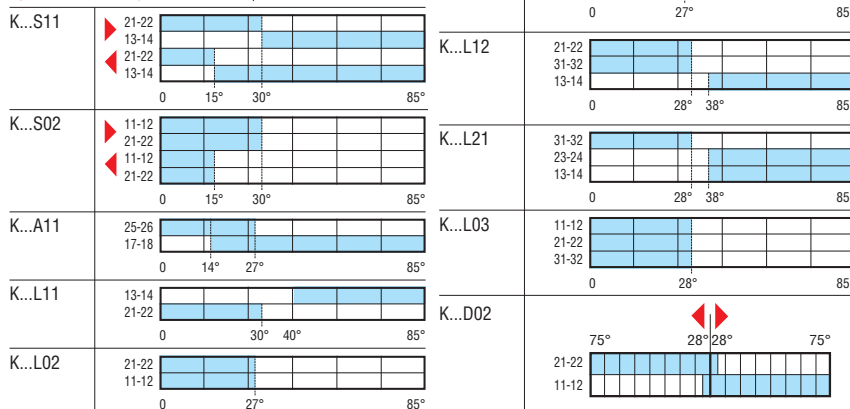 K...S11
21-22
13-14
21-22
13-14
0 15° 30° 85°
K...S02
11-12
21-22
11-12
21-22
0 15° 30° 85°
K...A11
25-26
17-18
0 14° 27° 85°
K...L11
13-14
21-22
0 30° 40° 85°
K...L02
21-22
11-12
0 27° 85°
0 27° 85
K...L12
21-22
31-32
13-14
0 28° 38° 85
K...L21
31-32
23-24
13-14
0 28° 38° 85
K...L03
11-12
21-22
31-32
0 28° 85
K...D02
75° 28° 28° 75°
21-22
11-12